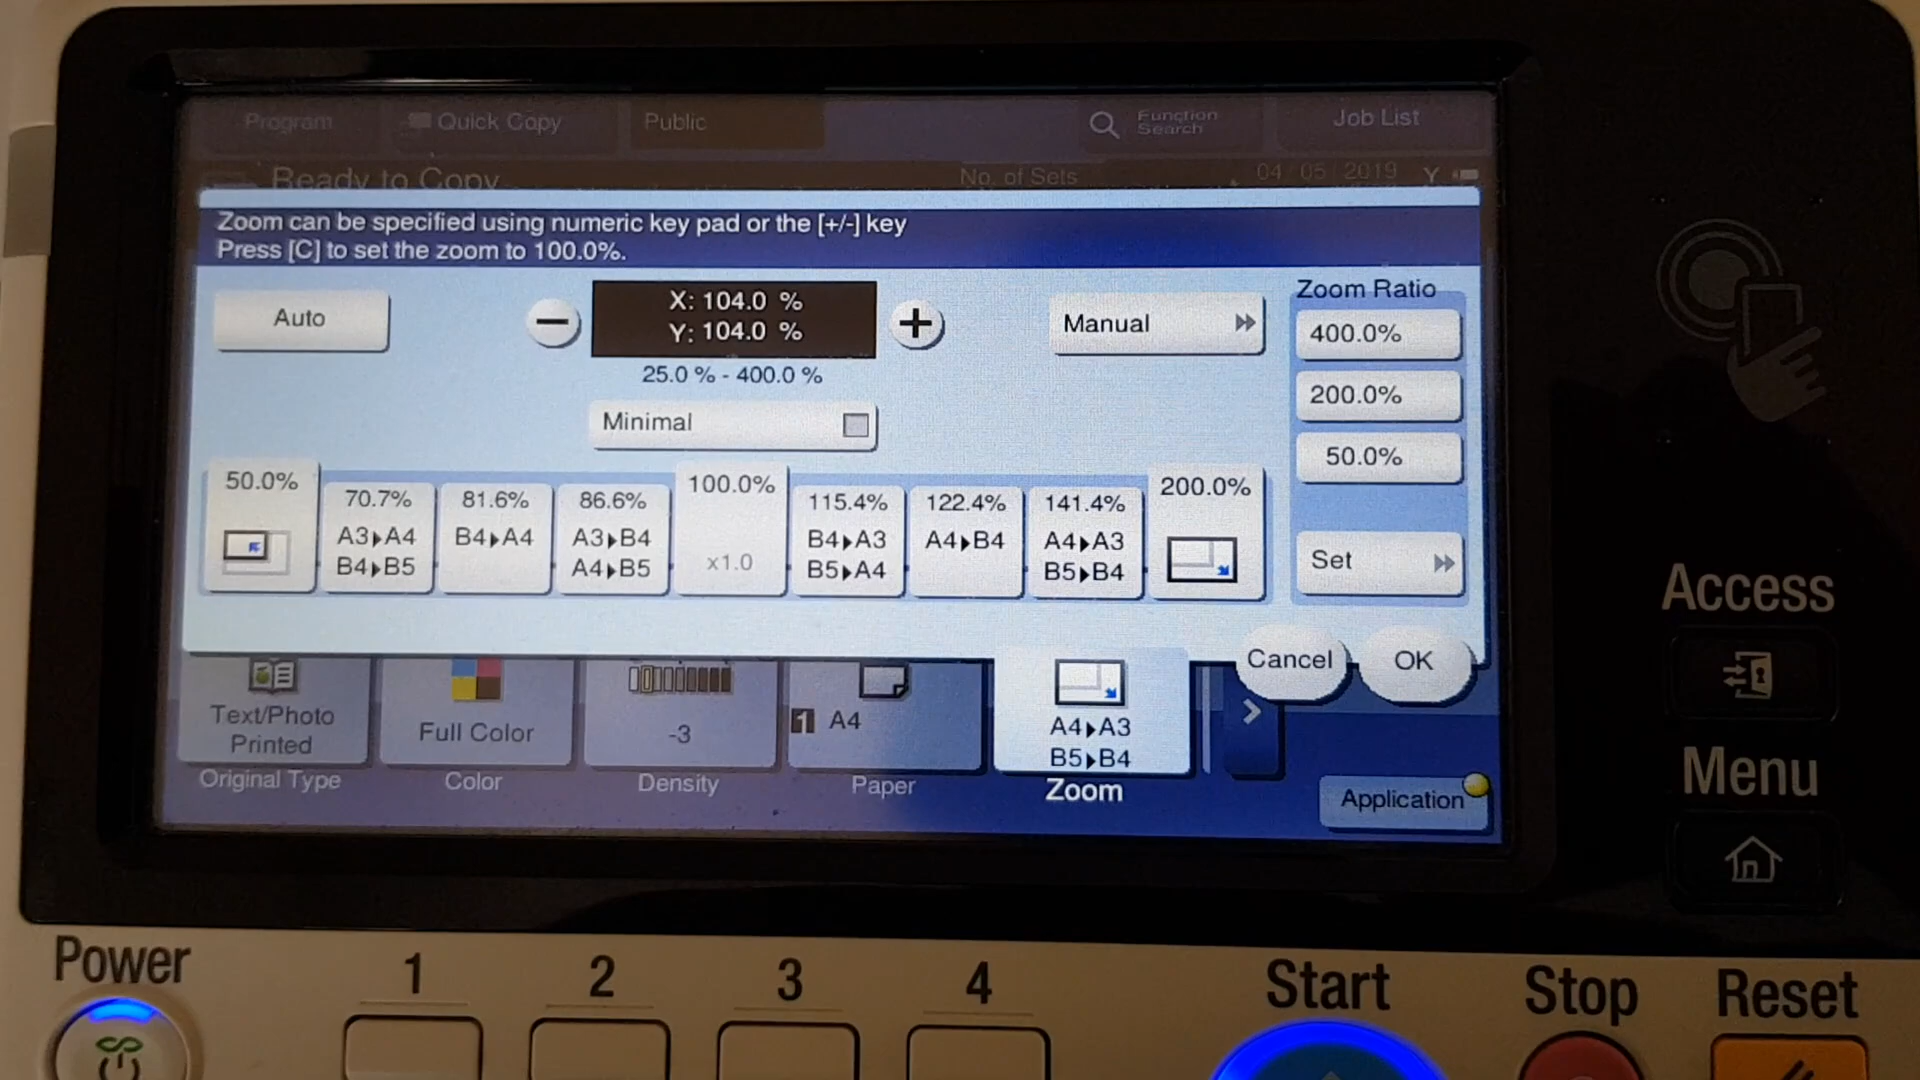 Program
Quick Copy
Public
Function
Search
Job List
Ready to Copy
No. of Sets
04/05/2019
Y
Zoom can be specified using numeric key pad or the [+/-] key
Press [C] to set the zoom to 100.0%.
Auto
−
X: 104.0 %
Y: 104.0 %
+
25.0 % - 400.0 %
Manual
Minimal
Zoom Ratio
400.0%
200.0%
50.0%
Set
50.0%
70.7%
A3▸A4
B4▸B5
81.6%
B4▸A4
86.6%
A3▸B4
A4▸B5
100.0%
x1.0
115.4%
B4▸A3
B5▸A4
122.4%
A4▸B4
141.4%
A4▸A3
B5▸B4
200.0%
Cancel
OK
Text/Photo
Printed
Original Type
Full Color
Color
-3
Density
1 A4
Paper
A4▸A3
B5▸B4
Zoom
Application
Access
Menu
Power
1
2
3
4
Start
Stop
Reset